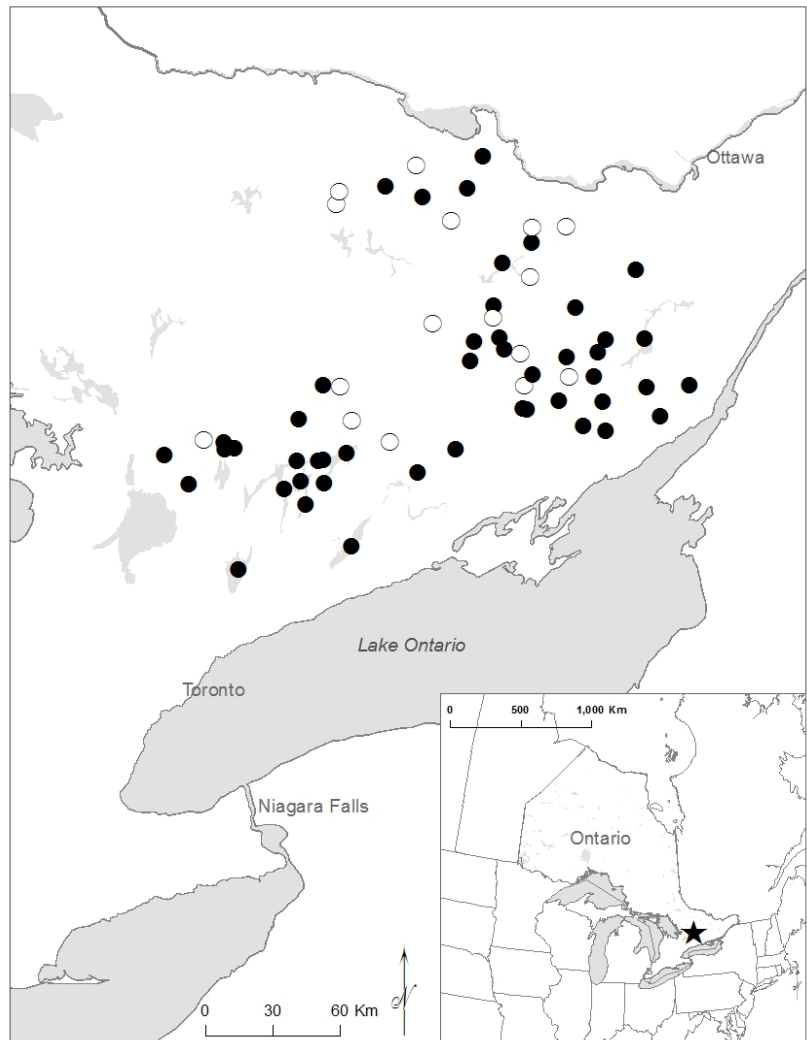 Ottawa
Lake Ontario
Toronto
0 500 1,000 Km
Niagara Falls
Ontario
N
0 30 60 Km